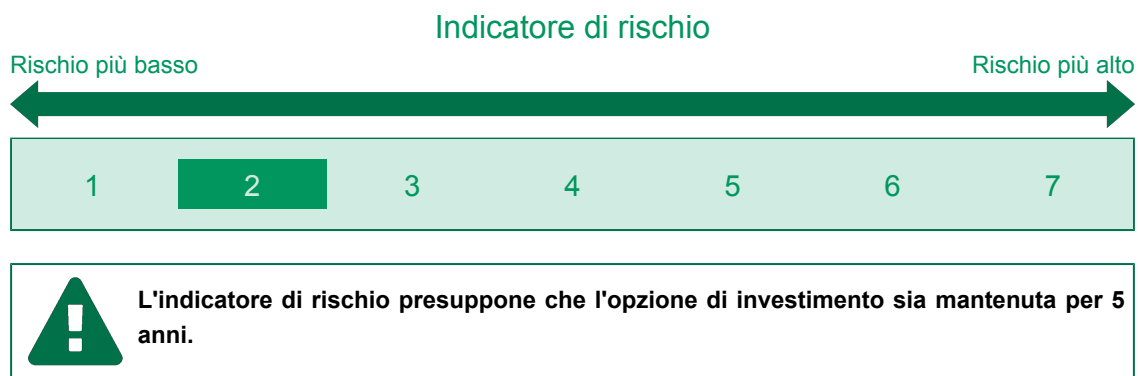 Indicatore di rischio
Rischio più basso Rischio più alto
1 2 3 4 5 6 7
L'indicatore di rischio presuppone che l'opzione di investimento sia mantenuta per 5
anni.